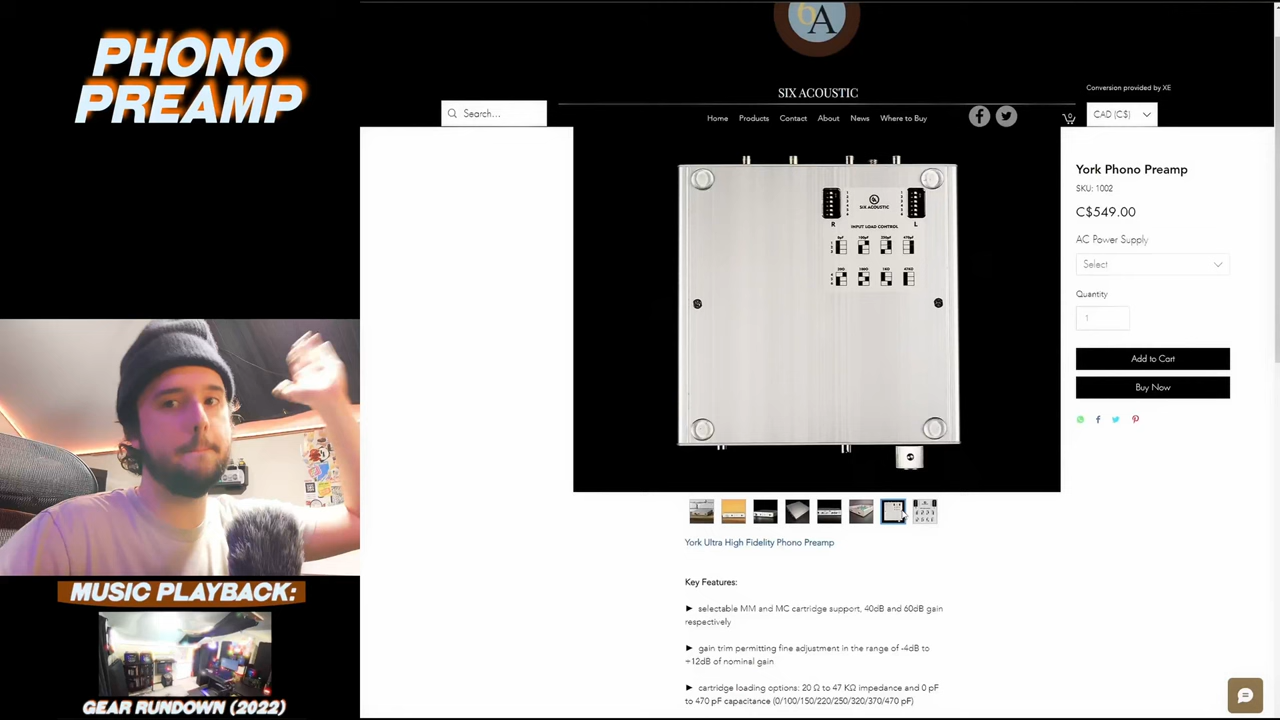 PHONO
PREAMP
6A
SIX ACOUSTIC
Conversion provided by XE
Search...
Home
Products
Contact
About
News
Where to Buy
0
CAD (C$)
York Phono Preamp
SKU: 1002
C$549.00
AC Power Supply
Select
Quantity
1
Add to Cart
Buy Now
SIX ACOUSTIC
R
L
INPUT LOAD CONTROL
York Ultra High Fidelity Phono Preamp
Key Features:
► selectable MM and MC cartridge support, 40dB and 60dB gain
respectively
► gain trim permitting fine adjustment in the range of -4dB to
+12dB of nominal gain
► cartridge loading options: 20 Ω to 47 KΩ impedance and 0 pF
to 470 pF capacitance (0/100/150/220/250/320/370/470 pF)
MUSIC PLAYBACK:
GEAR RUNDOWN (2022)